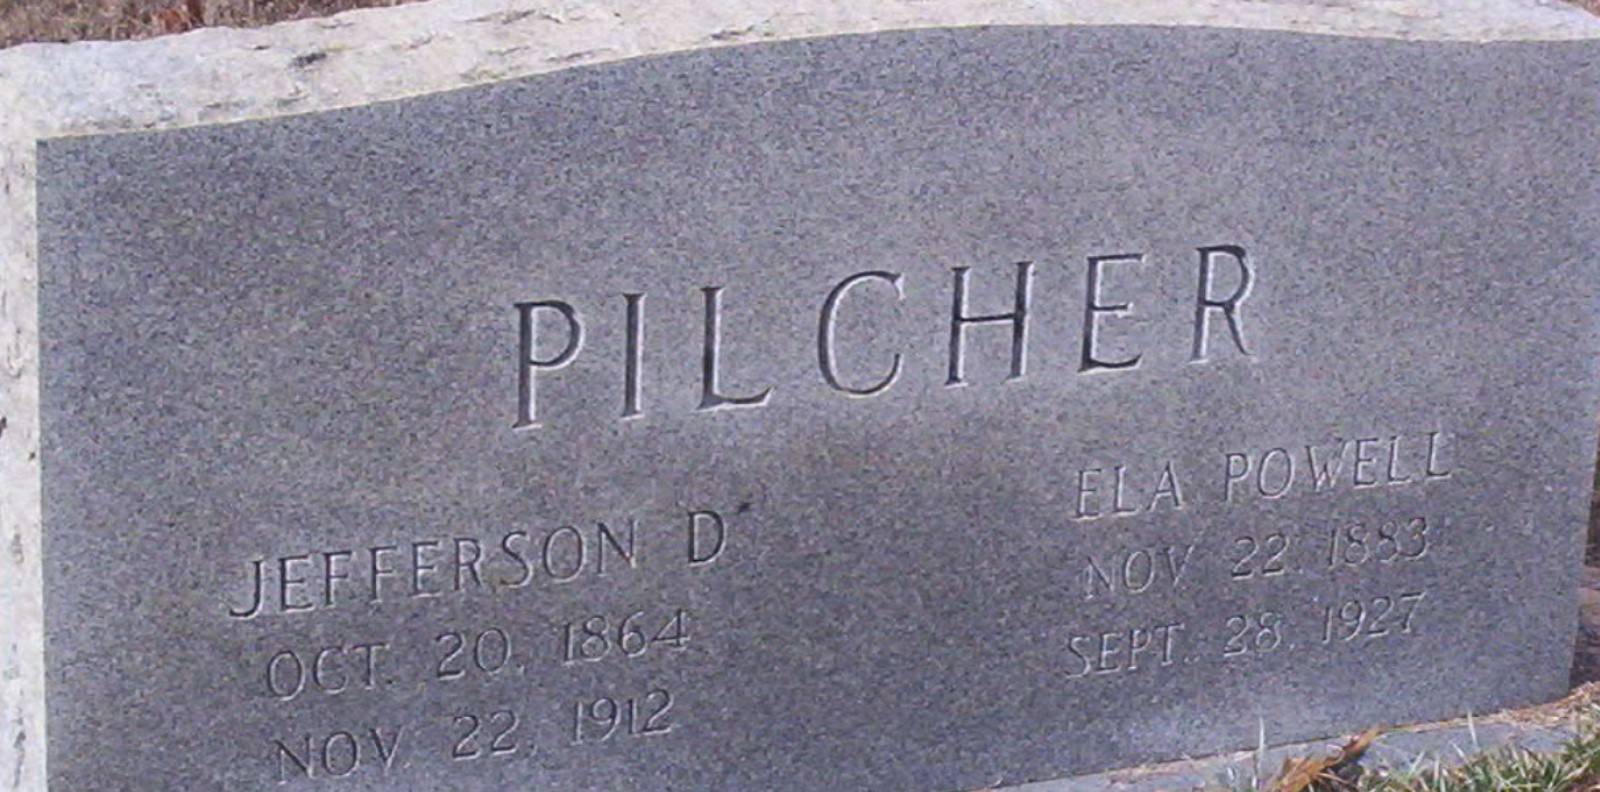 PILCHER
JEFFERSON D
OCT. 20, 1864
NOV. 22, 1912
ELA POWELL
NOV. 22, 1883
SEPT. 28, 1927